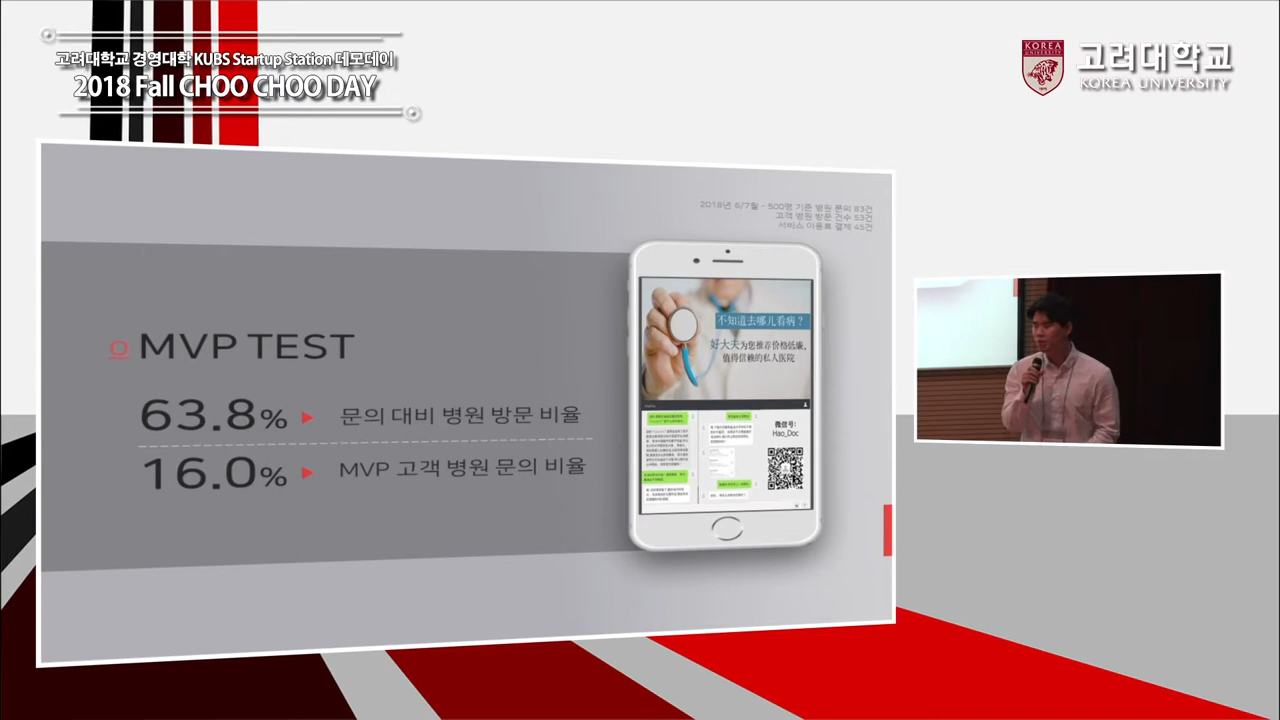 고려대학교 경영대학 KUBS Startup Station 데모데이
2018 Fall CHOO CHOO DAY
KOREA
UNIVERSITY
고려대학교
KOREA UNIVERSITY
2018년 6/7월 - 500명 기준 병원 문의 83건
고객 병원 방문 건수 53건
서비스 이용료 결제 45건
MVP TEST
63.8% 문의 대비 병원 방문 비율
16.0% MVP 고객 병원 문의 비율
不知道去哪儿看病？
好大夫为您推荐价格低廉，
值得信赖的私人医院
微信号:
Hao_Doc